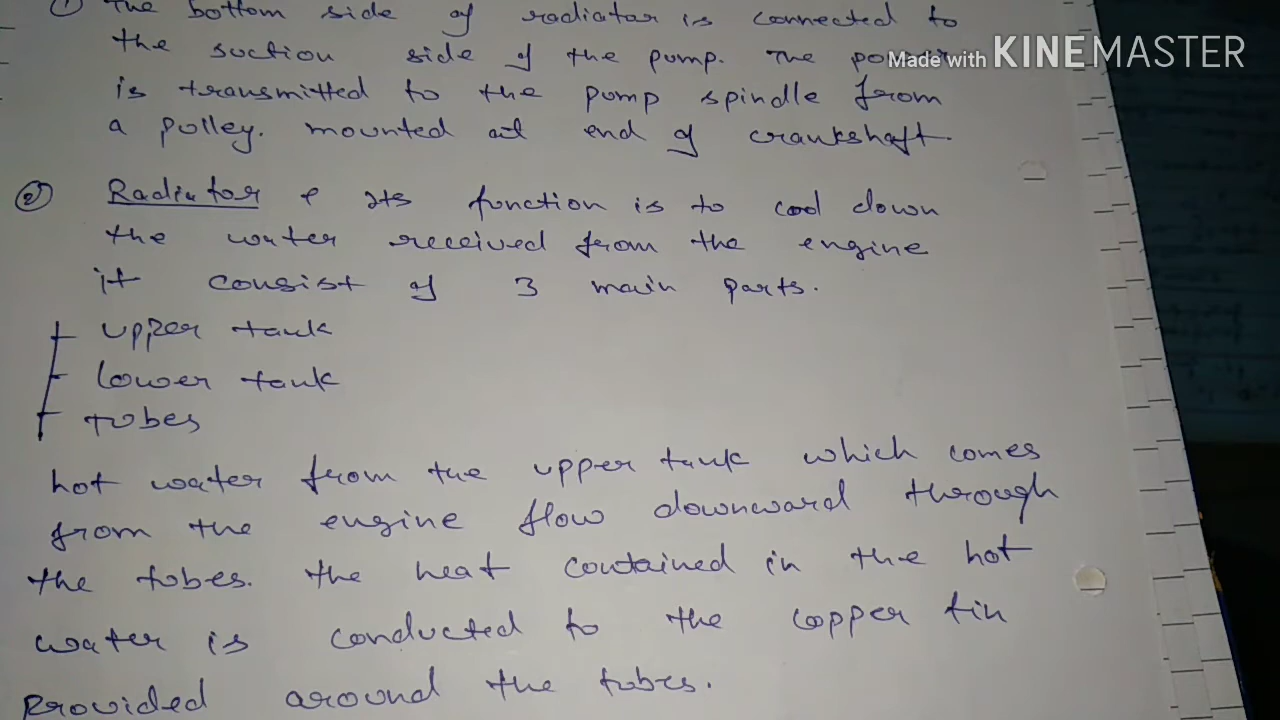 ① The bottom side of radiator is connected to
the suction side of the pump. The
is transmitted to the pump spindle from
a pulley. mounted at end of crankshaft.
Made with KINEMASTER
② Radiator its function is to cool down
the water received from the engine
it consist of 3 main parts.
upper tank
lower tank
tubes
hot water from the upper tank which comes
from the engine flow downward through
the tubes. the heat contained in the hot
water is conducted to the copper fin
Provided around the tubes.